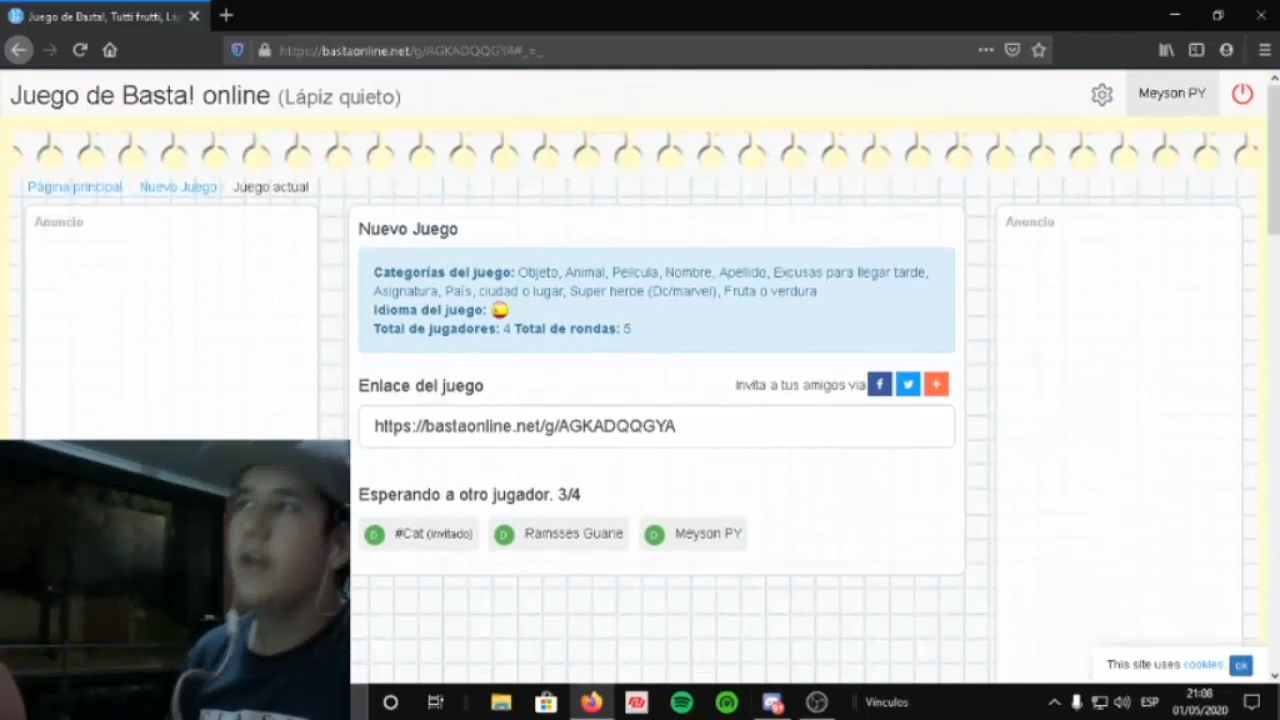 Juego de Basta!, Tutti frutti, Láp
https://bastaonline.net/g/AGKADQQGYA#_=_
Juego de Basta! online (Lápiz quieto)
Meyson PY
Página principal / Nuevo Juego / Juego actual
Anuncio
Nuevo Juego
Categorías del juego: Objeto, Animal, Película, Nombre, Apellido, Excusas para llegar tarde,
Asignatura, País, ciudad o lugar, Super heroe (Dc/marvel), Fruta o verdura
Idioma del juego:
Total de jugadores: 4 Total de rondas: 5
Enlace del juego
Invita a tus amigos via
https://bastaonline.net/g/AGKADQQGYA
Esperando a otro jugador. 3/4
D #Cat (invitado) D Ramsses Guane D Meyson PY
Anuncio
This site uses cookies ok
Vínculos
ESP
21:08
01/05/2020